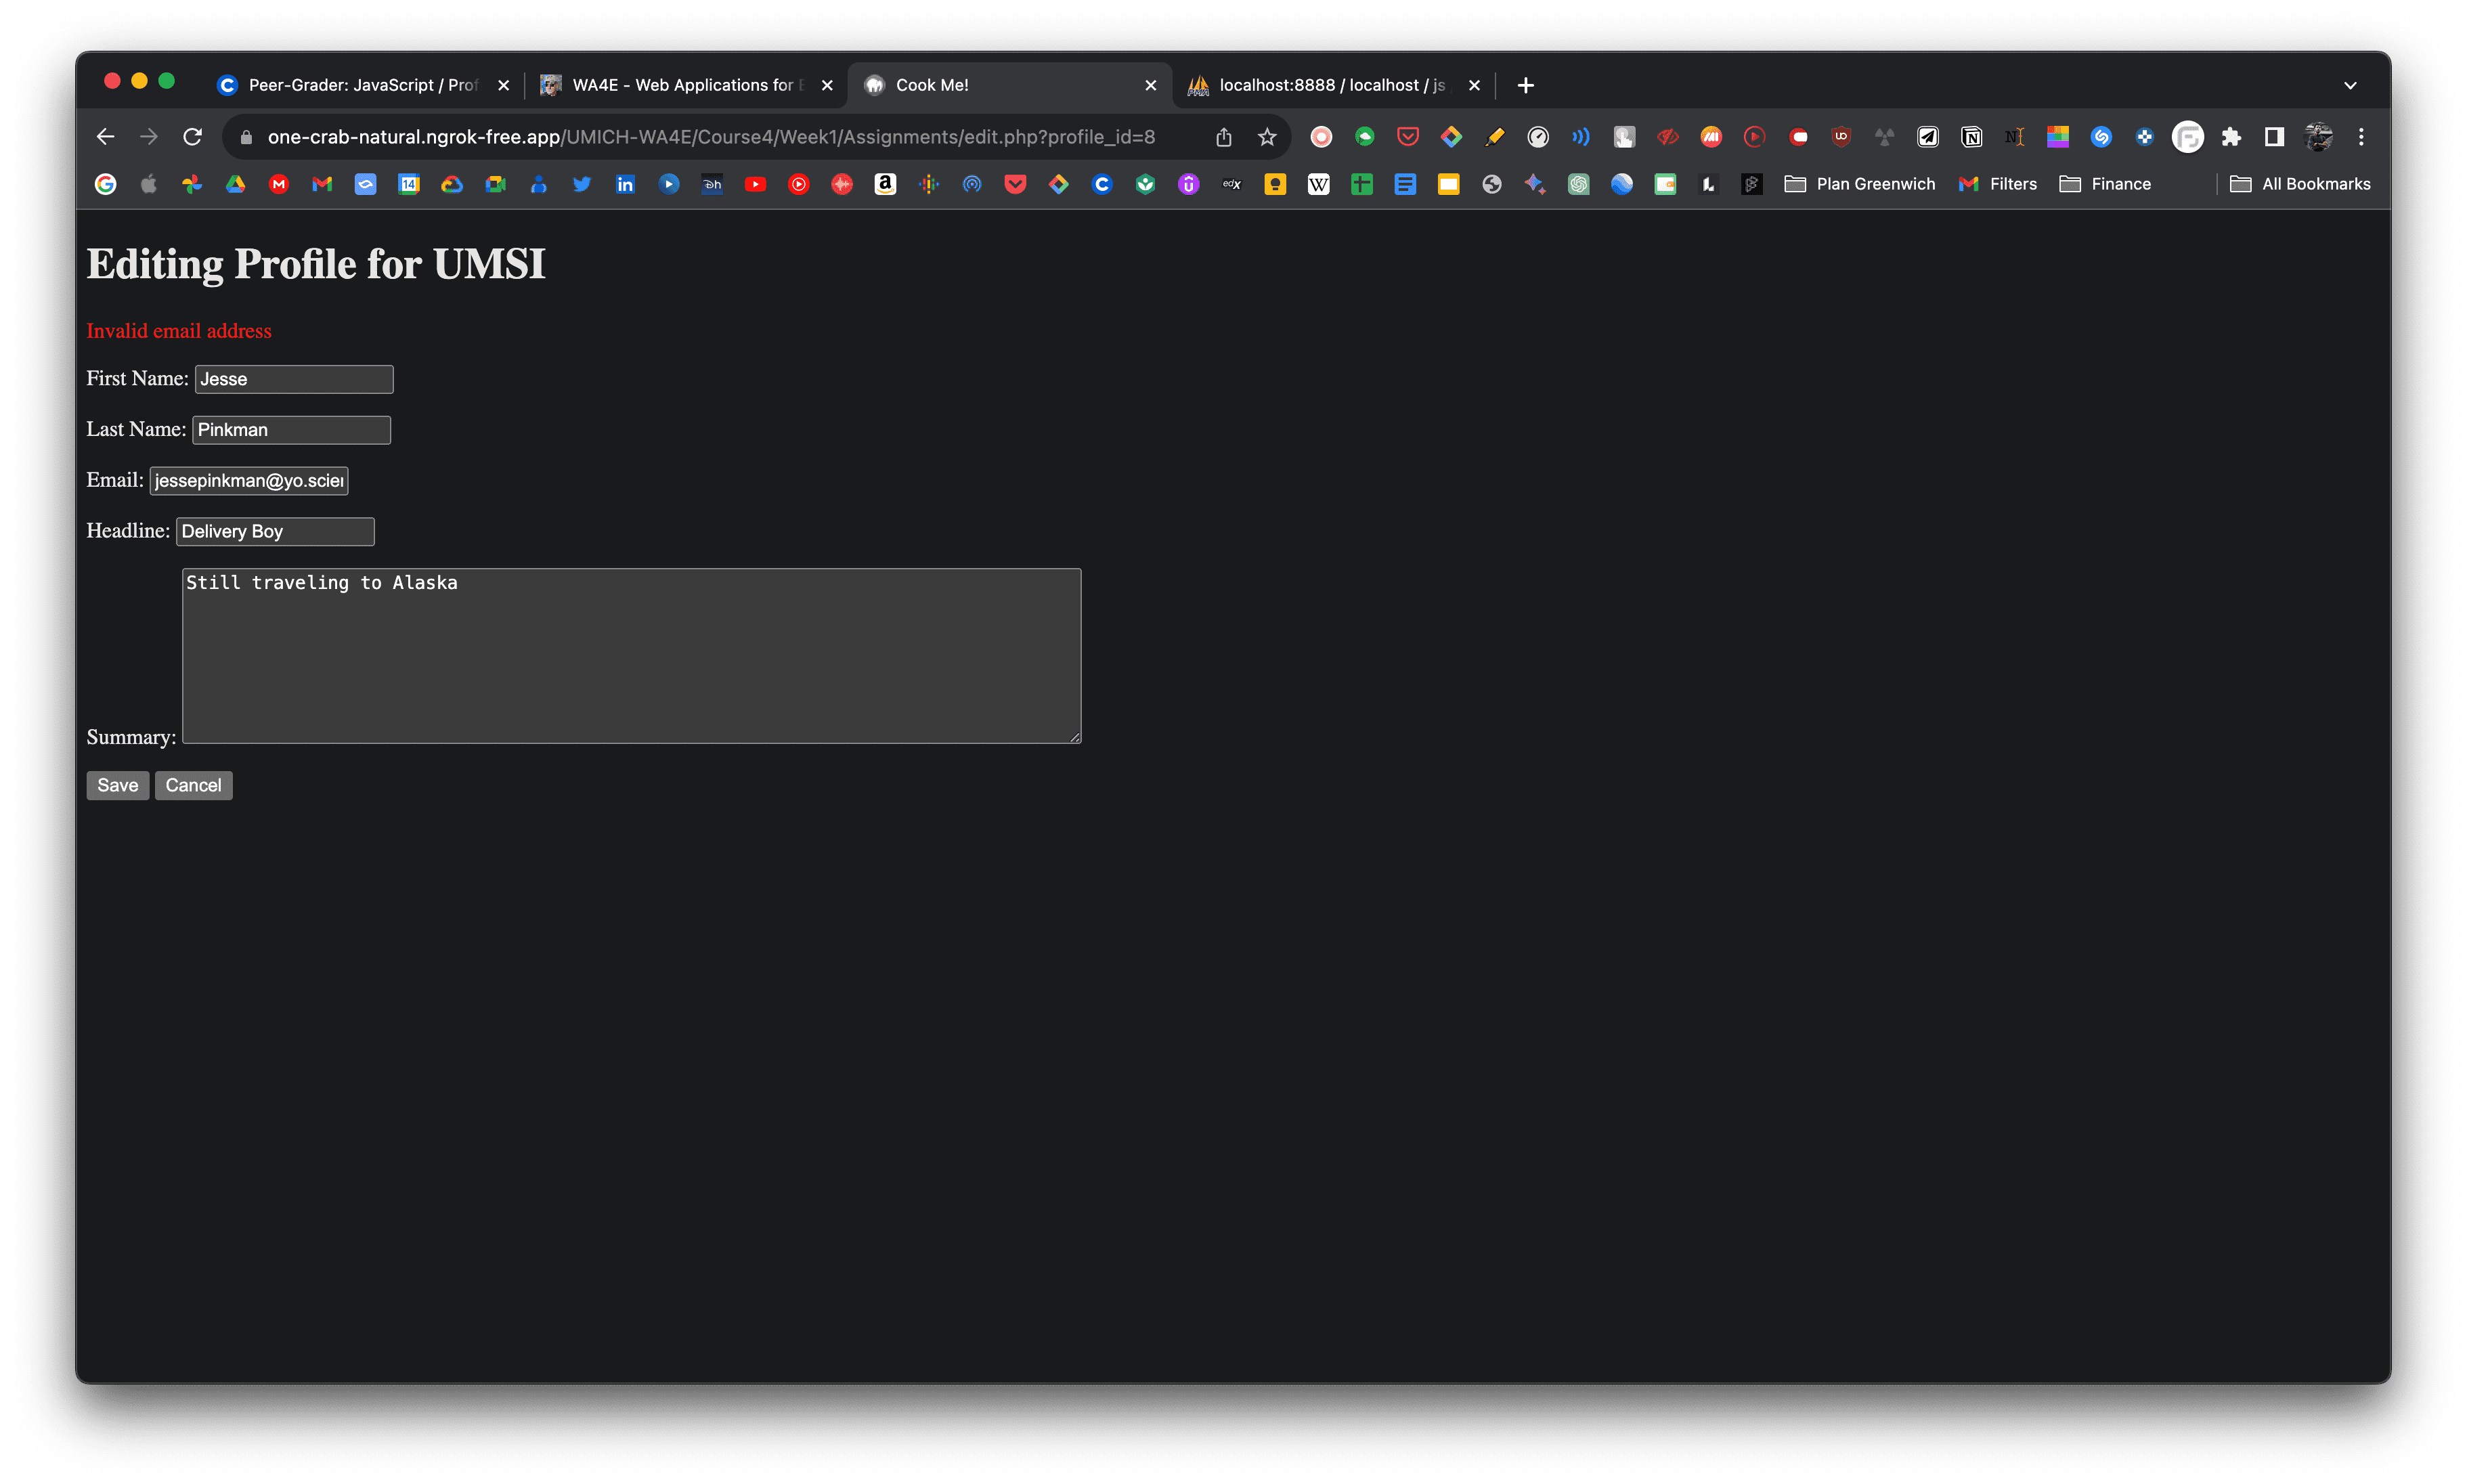 Peer-Grader: JavaScript / Prof
WA4E - Web Applications for E
Cook Me!
localhost:8888 / localhost / js
one-crab-natural.ngrok-free.app/UMICH-WA4E/Course4/Week1/Assignments/edit.php?profile_id=8
Plan Greenwich
Filters
Finance
All Bookmarks
Editing Profile for UMSI
Invalid email address
First Name: Jesse
Last Name: Pinkman
Email: jessepinkman@yo.scien
Headline: Delivery Boy
Still traveling to Alaska
Summary:
Save Cancel